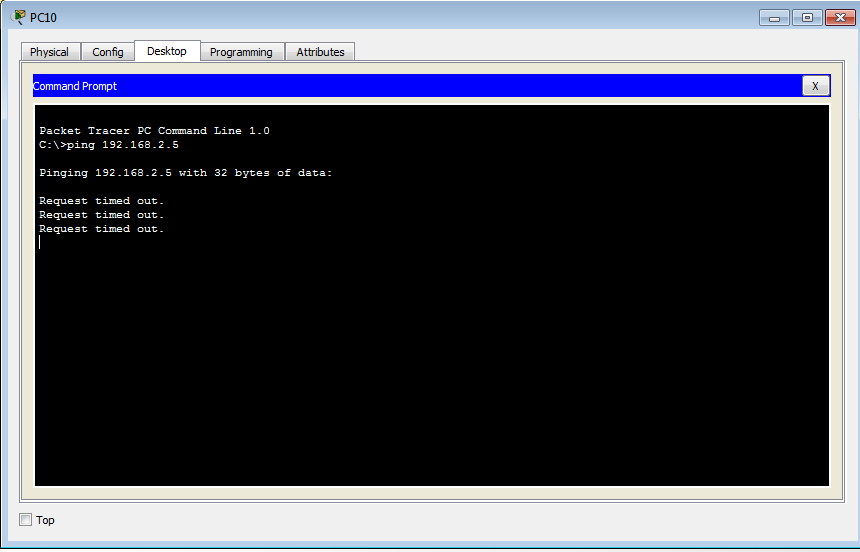 PC10
Physical Config Desktop Programming Attributes
Command Prompt X
Packet Tracer PC Command Line 1.0
C:\>ping 192.168.2.5
Pinging 192.168.2.5 with 32 bytes of data:
Request timed out.
Request timed out.
Request timed out.
Top